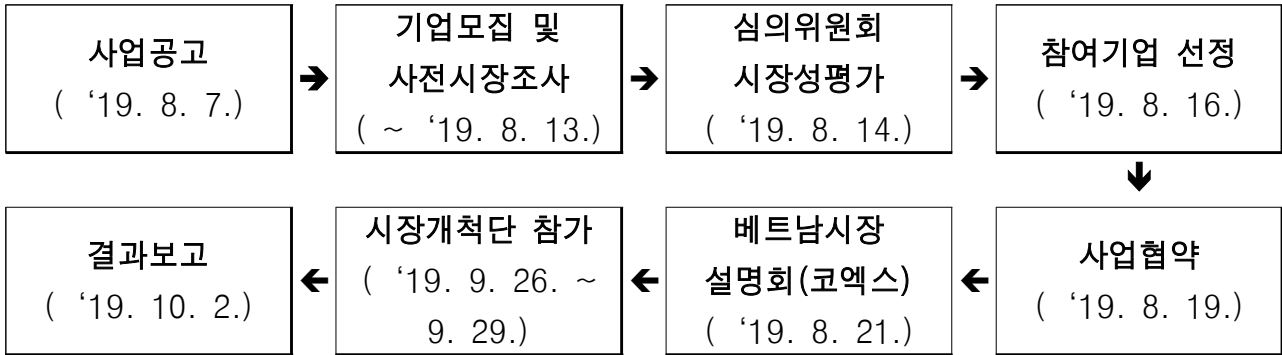 사업공고
( ‘19. 8. 7.)
➔
기업모집 및
사전시장조사
( ~ ‘19. 8. 13.)
➔
심의위원회
시장성평가
( ‘19. 8. 14.)
➔
참여기업 선정
( ‘19. 8. 16.)
🡻
사업협약
( ‘19. 8. 19.)
🡸
베트남시장
설명회(코엑스)
( ‘19. 8. 21.)
🡸
시장개척단 참가
( ‘19. 9. 26. ~
9. 29.)
🡸
결과보고
( ‘19. 10. 2.)